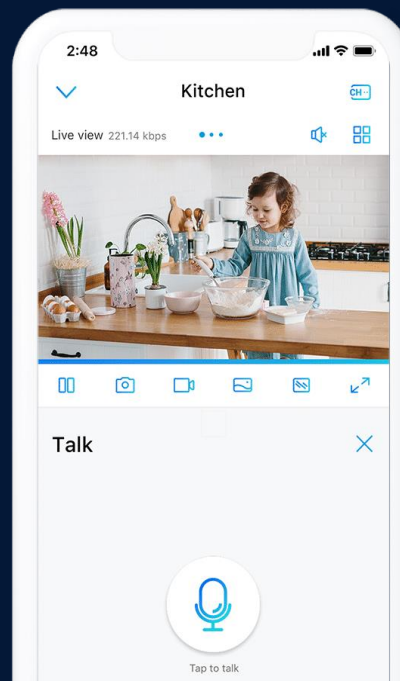 2:48
Kitchen
CH
Live view 221.14 kbps
Talk
Tap to talk